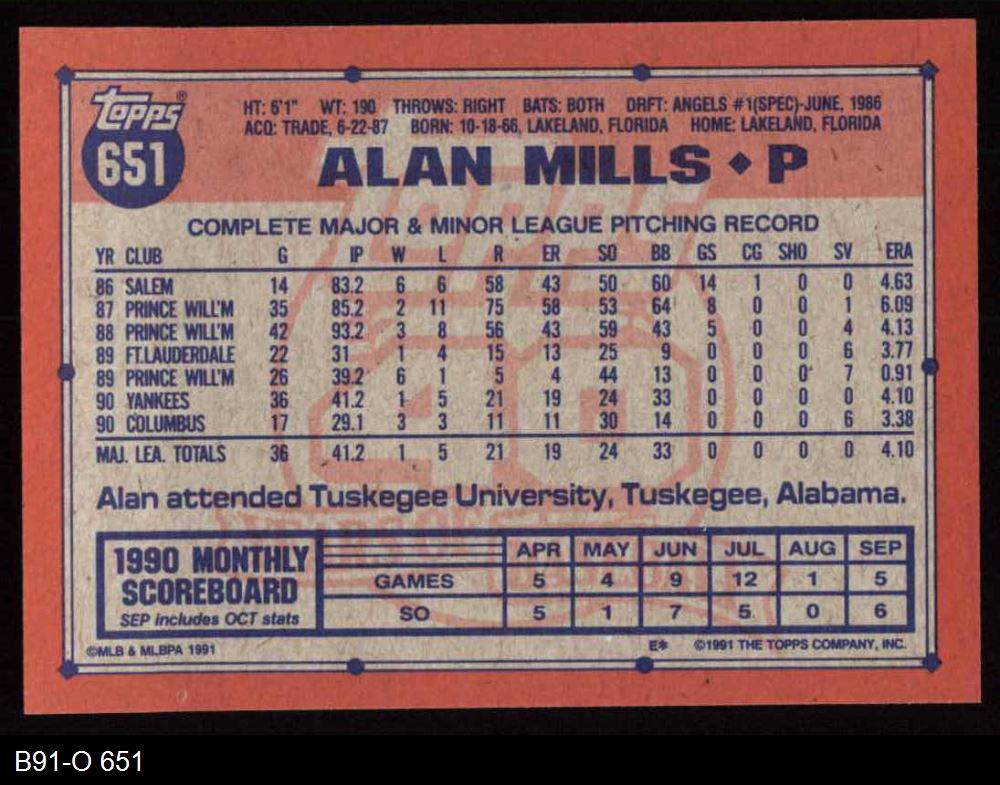 topps®
651
HT: 6'1" WT: 190 THROWS: RIGHT BATS: BOTH DRFT: ANGELS #1(SPEC)-JUNE, 1986
ACQ: TRADE, 6-22-87 BORN: 10-18-66, LAKELAND, FLORIDA HOME: LAKELAND, FLORIDA
ALAN MILLS ♦ P
COMPLETE MAJOR & MINOR LEAGUE PITCHING RECORD
YR CLUB G IP W L R ER SO BB GS CG SHO SV ERA
86 SALEM 14 83.2 6 6 58 43 50 60 14 1 0 0 4.63
87 PRINCE WILL'M 35 85.2 2 11 75 58 53 64 8 0 0 1 6.09
88 PRINCE WILL'M 42 93.2 3 8 56 43 59 43 5 0 0 4 4.13
89 FT.LAUDERDALE 22 31 1 4 15 13 25 9 0 0 0 6 3.77
89 PRINCE WILL'M 26 39.2 6 1 5 4 44 13 0 0 0 7 0.91
90 YANKEES 36 41.2 1 5 21 19 24 33 0 0 0 0 4.10
90 COLUMBUS 17 29.1 3 3 11 11 30 14 0 0 0 6 3.38
MAJ. LEA. TOTALS 36 41.2 1 5 21 19 24 33 0 0 0 0 4.10
Alan attended Tuskegee University, Tuskegee, Alabama.
1990 MONTHLY SCOREBOARD
SEP includes OCT stats
APR MAY JUN JUL AUG SEP
GAMES 5 4 9 12 1 5
SO 5 1 7 5 0 6
©MLB & MLBPA 1991 E* ©1991 THE TOPPS COMPANY, INC.
B91-O 651